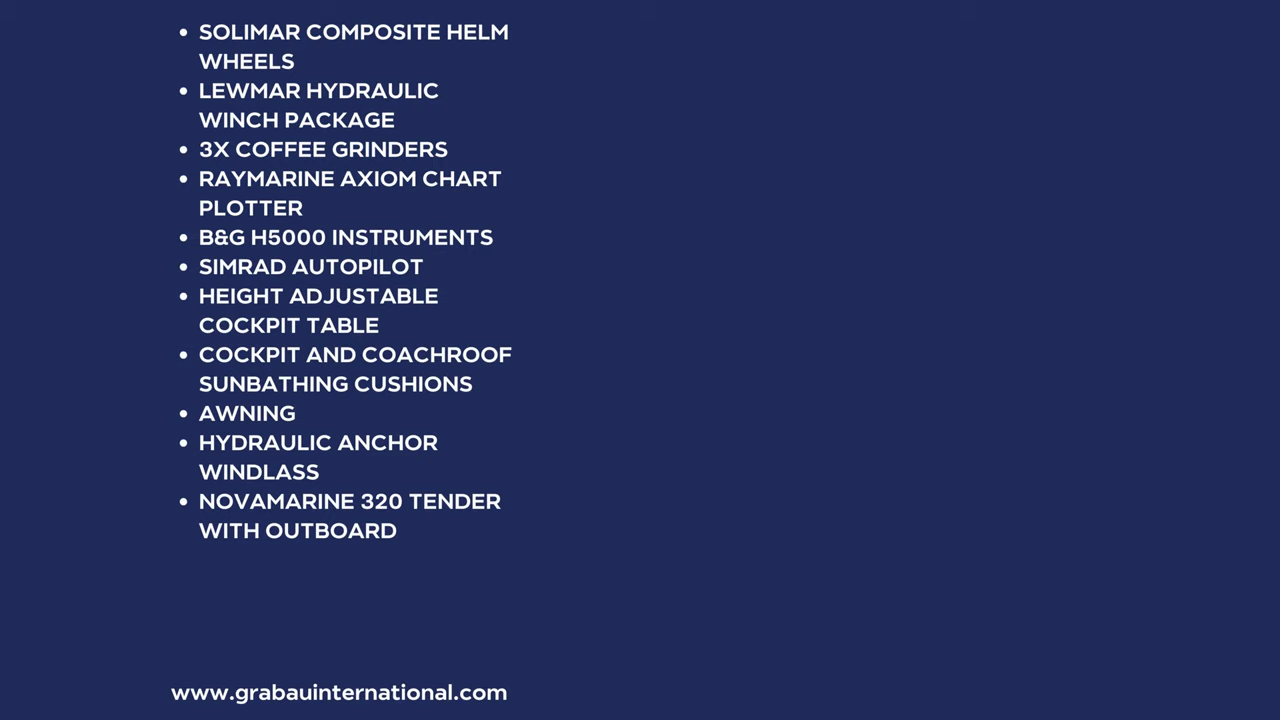 • SOLIMAR COMPOSITE HELM
WHEELS
• LEWMAR HYDRAULIC
WINCH PACKAGE
• 3X COFFEE GRINDERS
• RAYMARINE AXIOM CHART
PLOTTER
• B&G H5000 INSTRUMENTS
• SIMRAD AUTOPILOT
• HEIGHT ADJUSTABLE
COCKPIT TABLE
• COCKPIT AND COACHROOF
SUNBATHING CUSHIONS
• AWNING
• HYDRAULIC ANCHOR
WINDLASS
• NOVAMARINE 320 TENDER
WITH OUTBOARD
www.grabauinternational.com